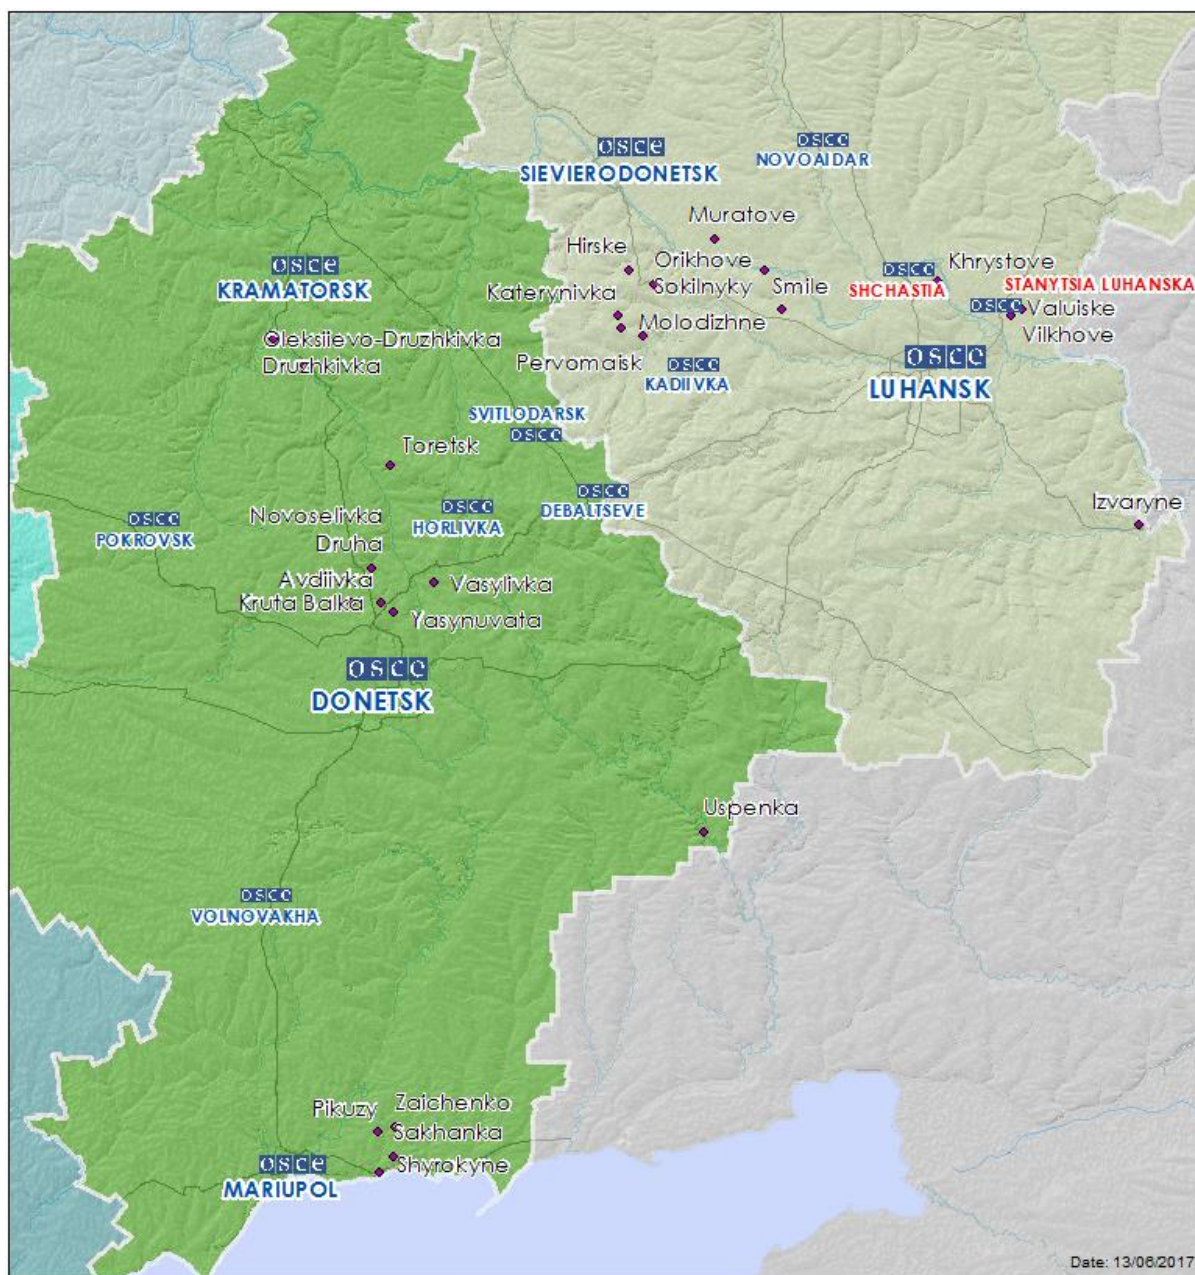 osce
SIEVIERODONETSK
osce
NOVOAIDAR
Muratove
Hirske
Orikhove
Sokilnyky
Smile
osce
SHCHASTIA
Khrystove
STANYTSIA LUHANSKA
osce
Valuiske
Vilkhove
osce
KRAMATORSK
Katerynivka
Molodizhne
Pervomaisk
osce
KADIIVKA
osce
LUHANSK
Oleksiievo-Druzhkivka
Druzhkivka
SVITLODARSK
osce
Toretsk
osce
DEBALTSEVE
osce
HORLIVKA
osce
POKROVSK
Izvaryne
Novoselivka
Druha
Avdiivka
Kruta Balka
Vasylivka
Yasynuvata
osce
DONETSK
Uspenka
osce
VOLNOVAKHA
Pikuzy
Zaichenko
Sakhanka
Shyrokyne
osce
MARIUPOL
Date: 13/06/2017